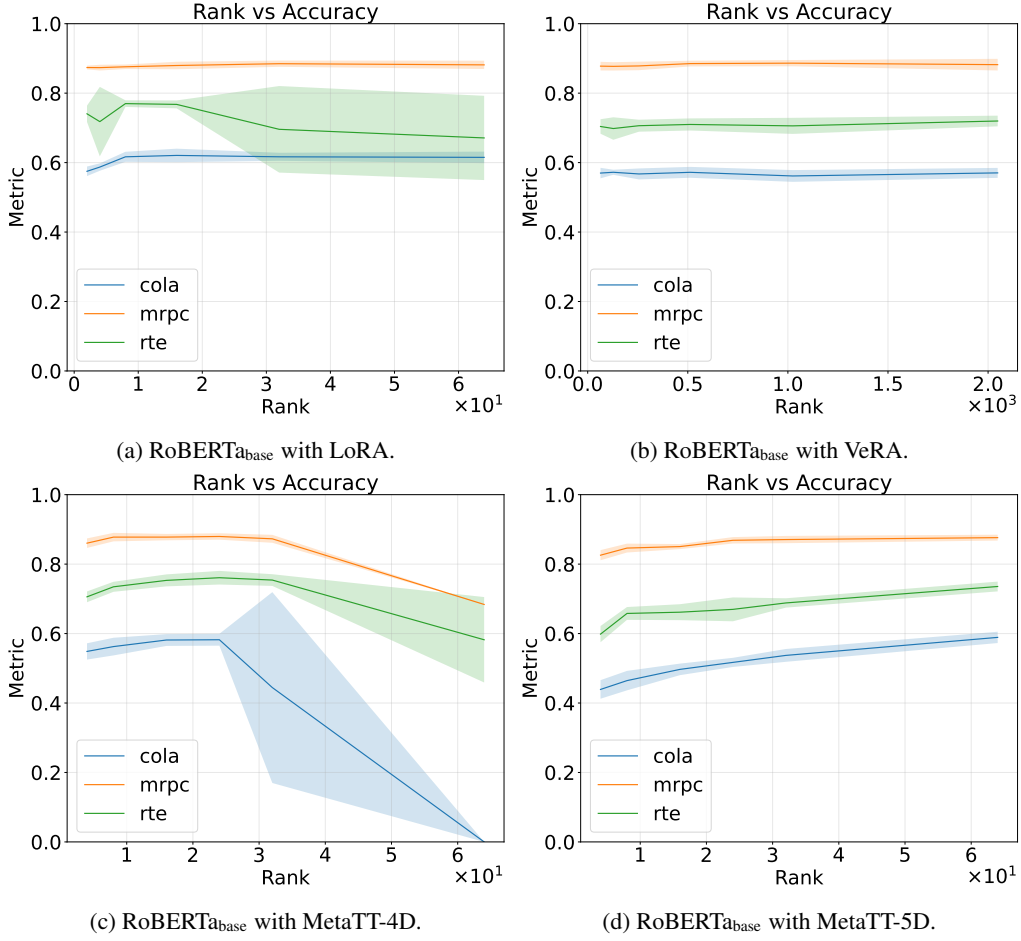 Rank vs Accuracy
1.0
0.8
0.6
0.4
0.2
0.0
Metric
cola
mrpc
rte
0 1 2 3 4 5 6
Rank
×10¹
(a) RoBERTa_base with LoRA.
Rank vs Accuracy
1.0
0.8
0.6
0.4
0.2
0.0
Metric
cola
mrpc
rte
0.0 0.5 1.0 1.5 2.0
Rank
×10³
(b) RoBERTa_base with VeRA.
Rank vs Accuracy
1.0
0.8
0.6
0.4
0.2
0.0
Metric
cola
mrpc
rte
1 2 3 4 5 6
Rank
×10¹
(c) RoBERTa_base with MetaTT-4D.
Rank vs Accuracy
1.0
0.8
0.6
0.4
0.2
0.0
Metric
cola
mrpc
rte
1 2 3 4 5 6
Rank
×10¹
(d) RoBERTa_base with MetaTT-5D.